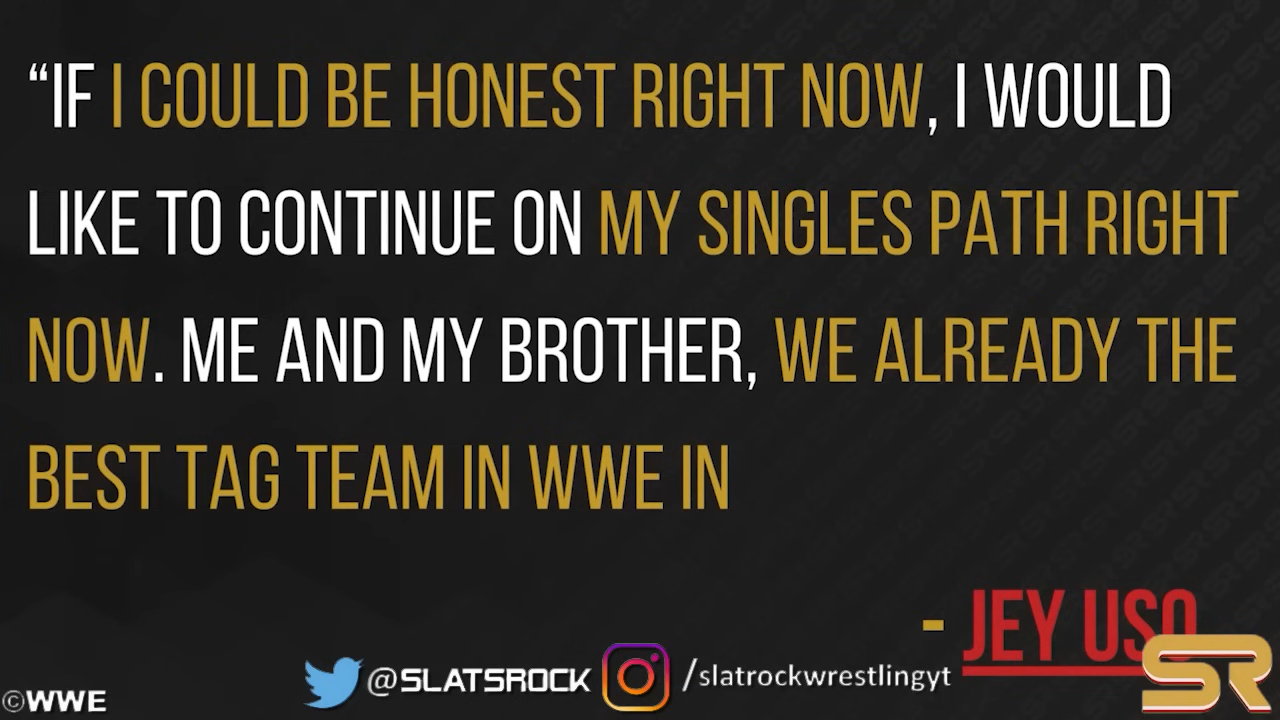 “IF I COULD BE HONEST RIGHT NOW, I WOULD
LIKE TO CONTINUE ON MY SINGLES PATH RIGHT
NOW. ME AND MY BROTHER, WE ALREADY THE
BEST TAG TEAM IN WWE IN
- JEY USO
@SLATSROCK /slatrockwrestlingyt
SR
©WWE